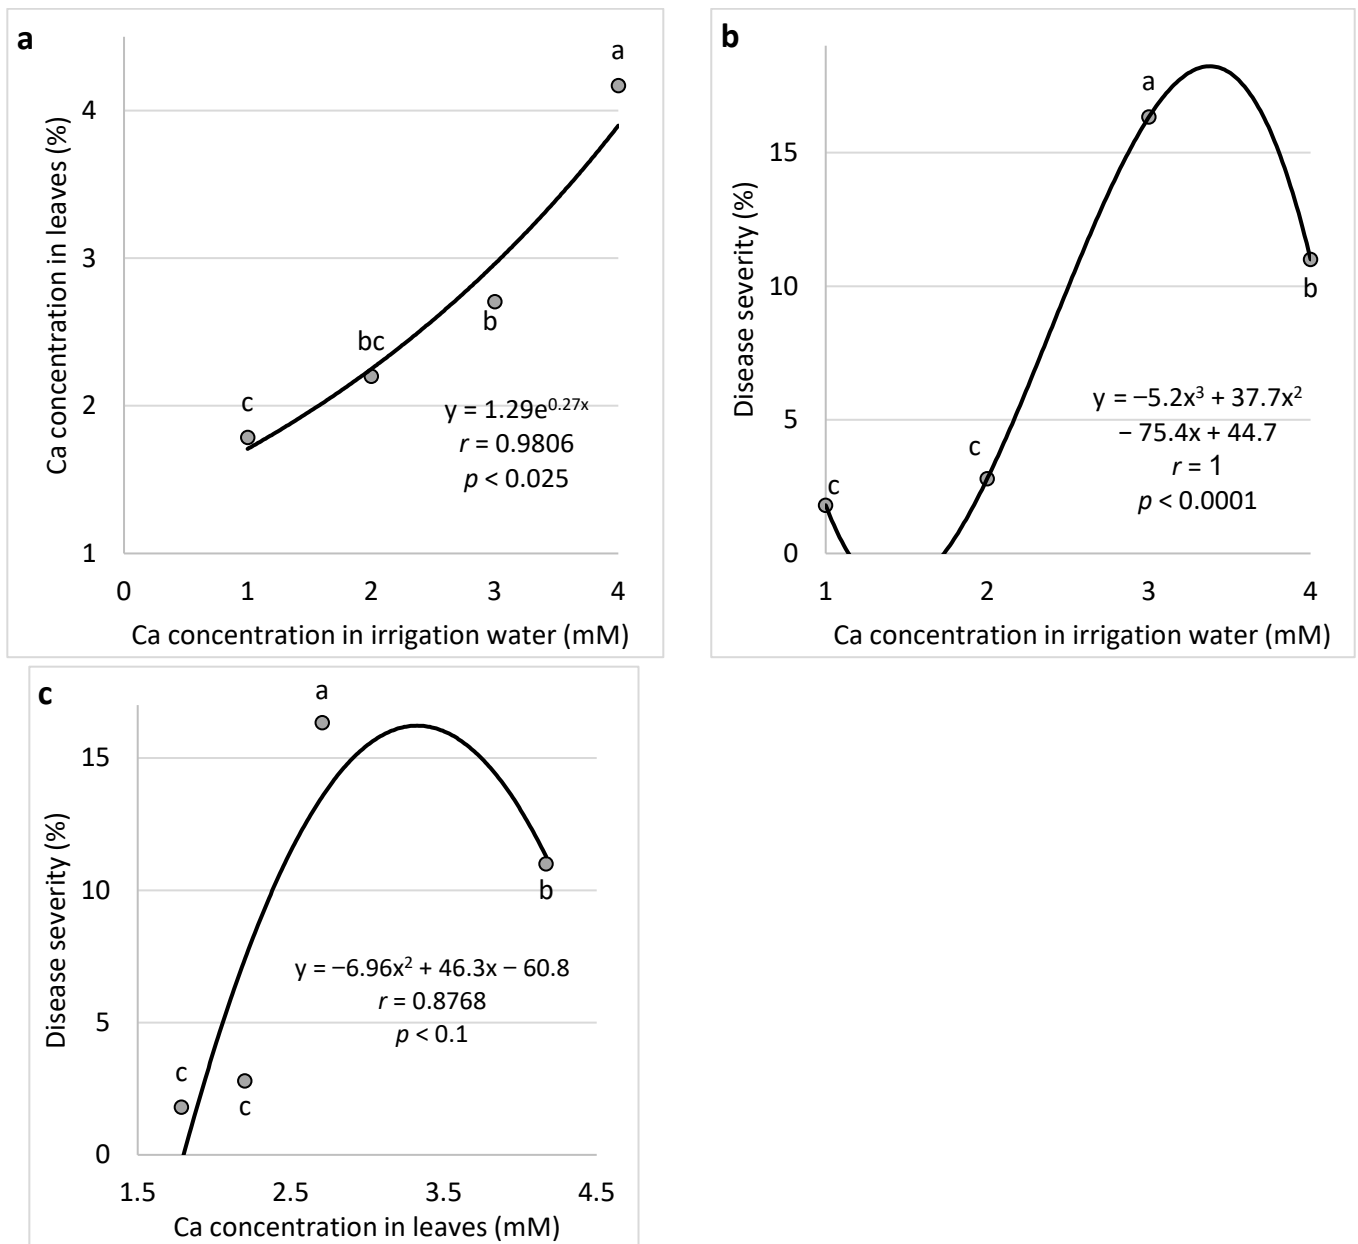 a
Ca concentration in leaves (%)
4
3
2
1
a
b
bc
c
y = 1.29e^0.27x
r = 0.9806
p < 0.025
0 1 2 3 4
Ca concentration in irrigation water (mM)
b
Disease severity (%)
15
10
5
0
a
b
c
c
y = −5.2x³ + 37.7x²
− 75.4x + 44.7
r = 1
p < 0.0001
1 2 3 4
Ca concentration in irrigation water (mM)
c
Disease severity (%)
15
10
5
0
a
b
c
c
y = −6.96x² + 46.3x − 60.8
r = 0.8768
p < 0.1
1.5 2.5 3.5 4.5
Ca concentration in leaves (mM)